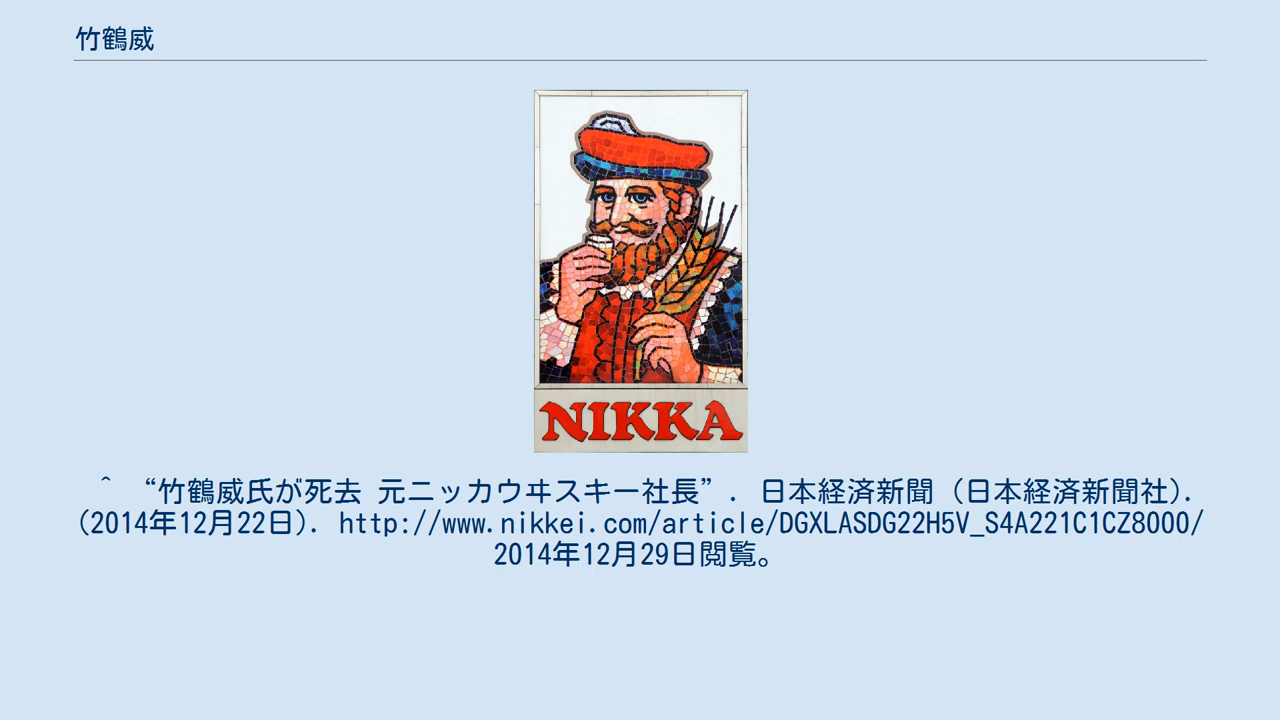 竹鶴威
NIKKA
^ “竹鶴威氏が死去 元ニッカウヰスキー社長”. 日本経済新聞 (日本経済新聞社).
(2014年12月22日). http://www.nikkei.com/article/DGXLASDG22H5V_S4A221C1CZ8000/
2014年12月29日閲覧。